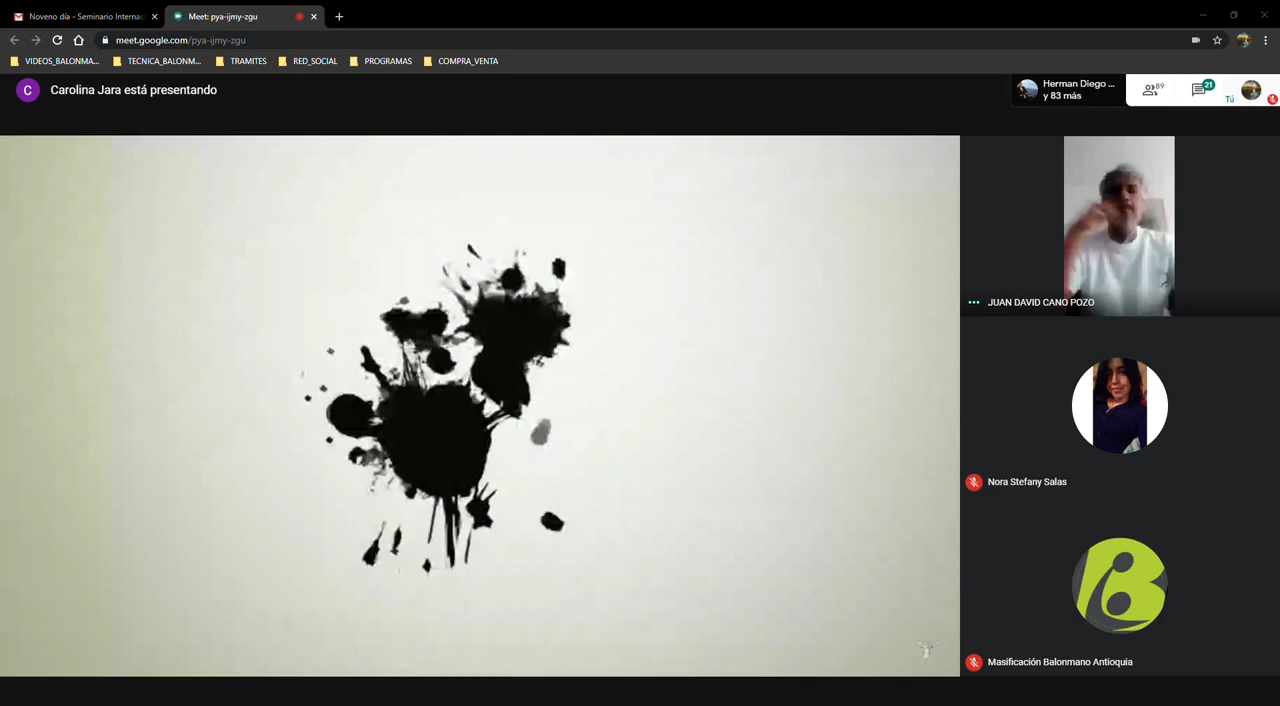 Noveno día - Seminario Internac
Meet: pya-ijmy-zgu
meet.google.com/pya-ijmy-zgu
VIDEOS_BALONMA...
TECNICA_BALONM...
TRAMITES
RED_SOCIAL
PROGRAMAS
COMPRA_VENTA
C
Carolina Jara está presentando
Herman Diego ...
y 83 más
89
21
Tú
JUAN DAVID CANO POZO
Nora Stefany Salas
Masificación Balonmano Antioquia